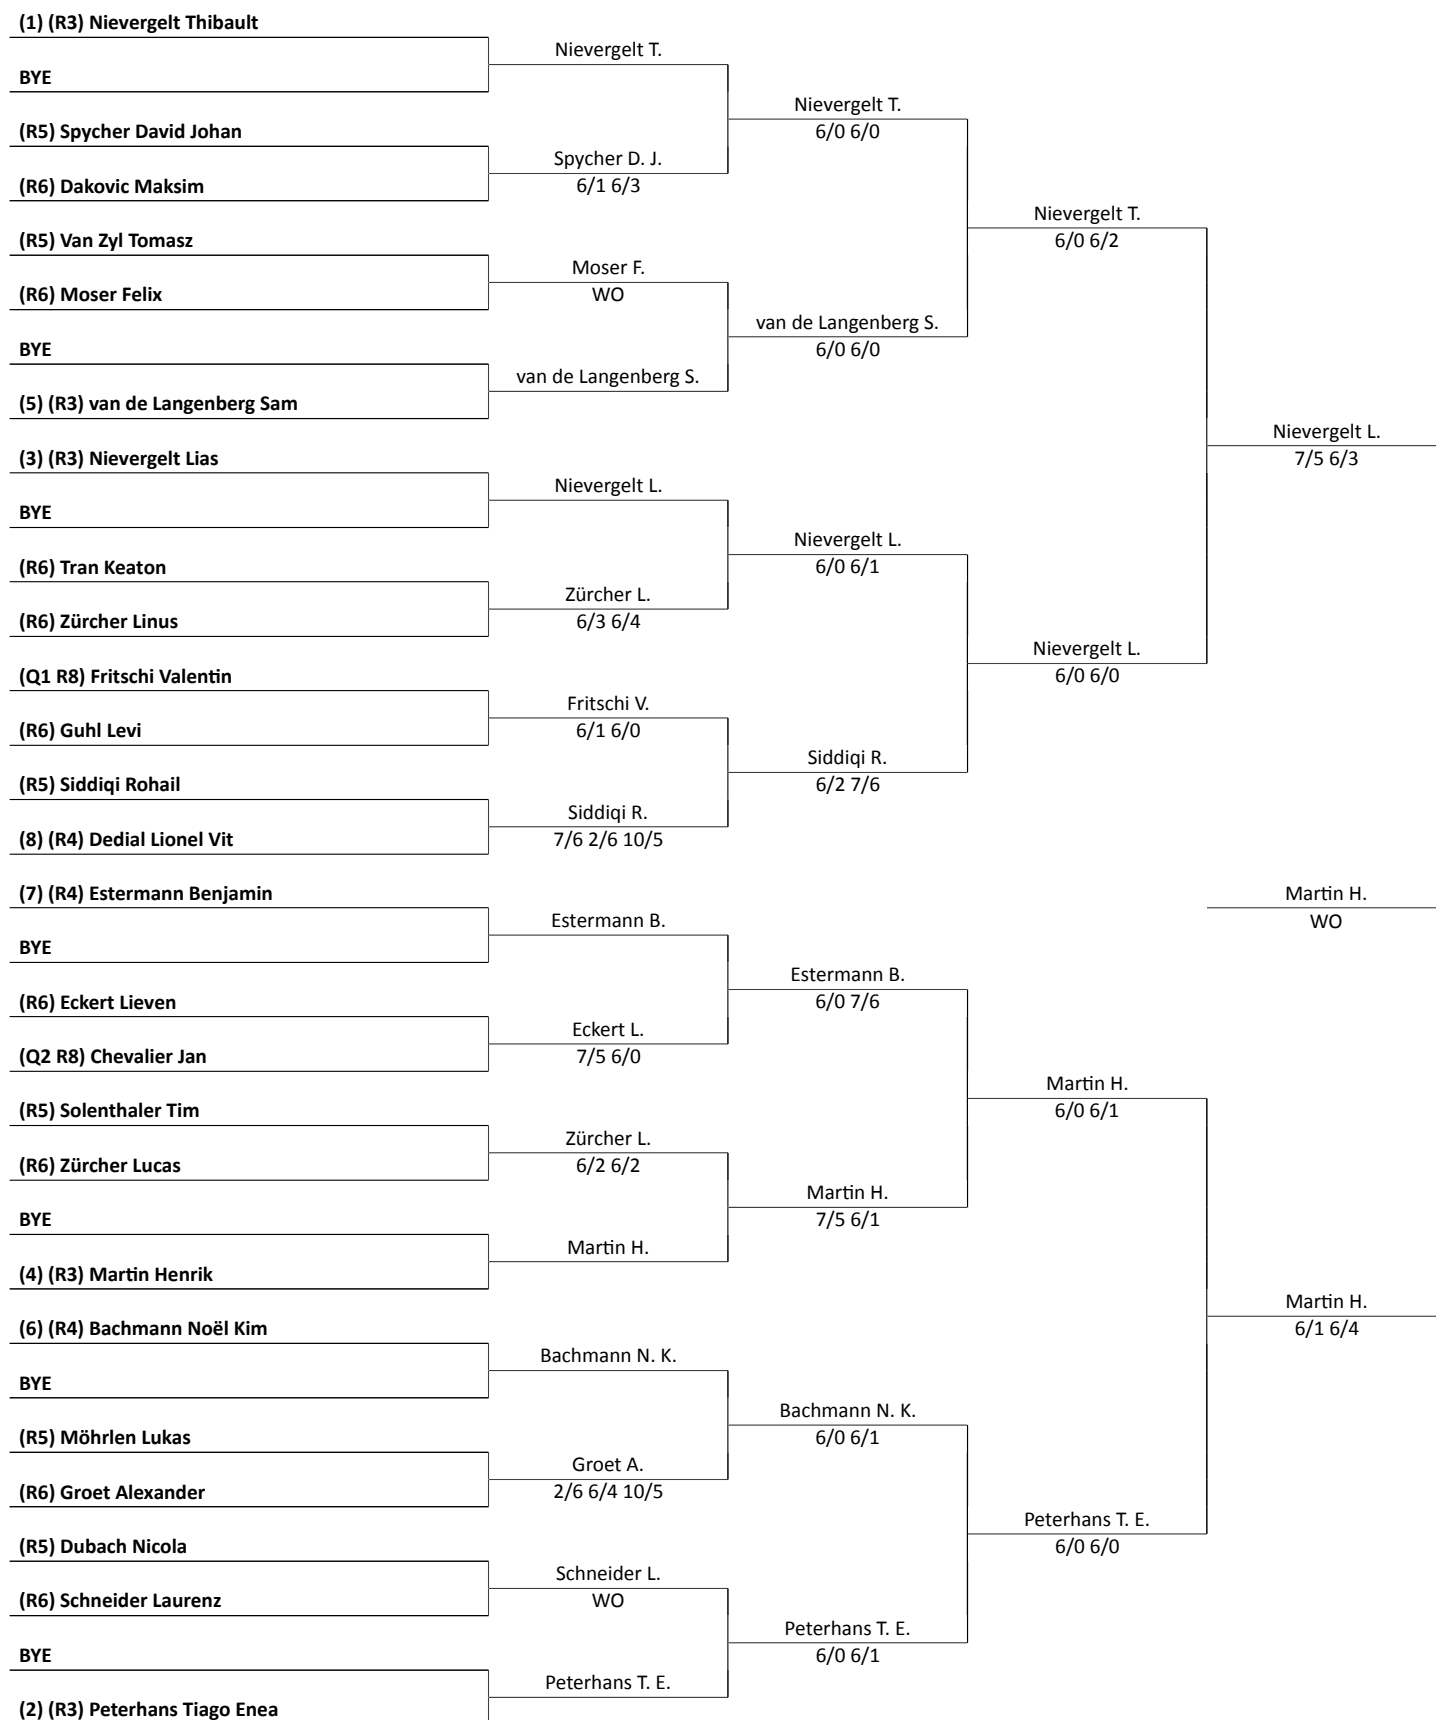 (1) (R3) Nievergelt Thibault
Nievergelt T.
BYE
Nievergelt T.
6/0 6/0
(R5) Spycher David Johan
Spycher D. J.
6/1 6/3
(R6) Dakovic Maksim
Nievergelt T.
6/0 6/2
(R5) Van Zyl Tomasz
Moser F.
WO
(R6) Moser Felix
van de Langenberg S.
6/0 6/0
BYE
van de Langenberg S.
(5) (R3) van de Langenberg Sam
Nievergelt L.
7/5 6/3
(3) (R3) Nievergelt Lias
Nievergelt L.
BYE
Nievergelt L.
6/0 6/1
(R6) Tran Keaton
Zürcher L.
6/3 6/4
(R6) Zürcher Linus
Nievergelt L.
6/0 6/0
(Q1 R8) Fritschi Valentin
Fritschi V.
6/1 6/0
(R6) Guhl Levi
Siddiqi R.
6/2 7/6
(R5) Siddiqi Rohail
Siddiqi R.
7/6 2/6 10/5
(8) (R4) Dedial Lionel Vit
(7) (R4) Estermann Benjamin
Martin H.
WO
Estermann B.
BYE
Estermann B.
6/0 7/6
(R6) Eckert Lieven
Eckert L.
7/5 6/0
(Q2 R8) Chevalier Jan
Martin H.
6/0 6/1
(R5) Solenthaler Tim
Zürcher L.
6/2 6/2
(R6) Zürcher Lucas
Martin H.
7/5 6/1
BYE
Martin H.
(4) (R3) Martin Henrik
Martin H.
6/1 6/4
(6) (R4) Bachmann Noël Kim
Bachmann N. K.
BYE
Bachmann N. K.
6/0 6/1
(R5) Möhrlen Lukas
Groet A.
2/6 6/4 10/5
(R6) Groet Alexander
Peterhans T. E.
6/0 6/0
(R5) Dubach Nicola
Schneider L.
WO
(R6) Schneider Laurenz
Peterhans T. E.
6/0 6/1
BYE
Peterhans T. E.
(2) (R3) Peterhans Tiago Enea